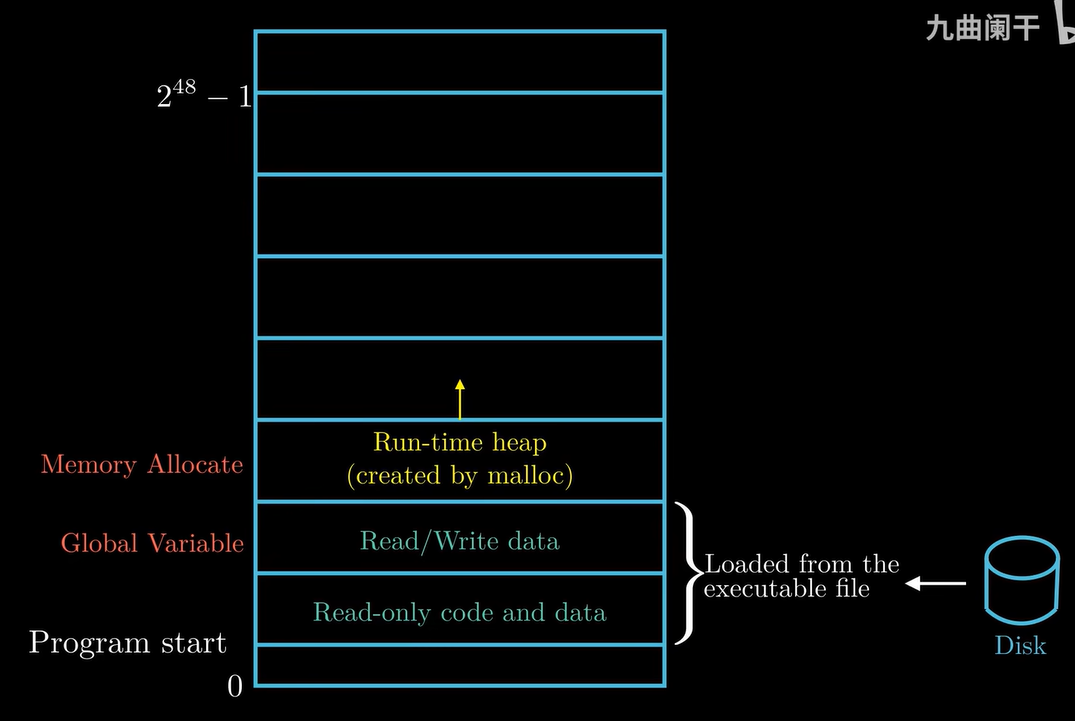 九曲阑干
2^48 − 1
Run-time heap
(created by malloc)
Memory Allocate
Global Variable
Read/Write data
Loaded from the
executable file
Read-only code and data
Program start
Disk
0